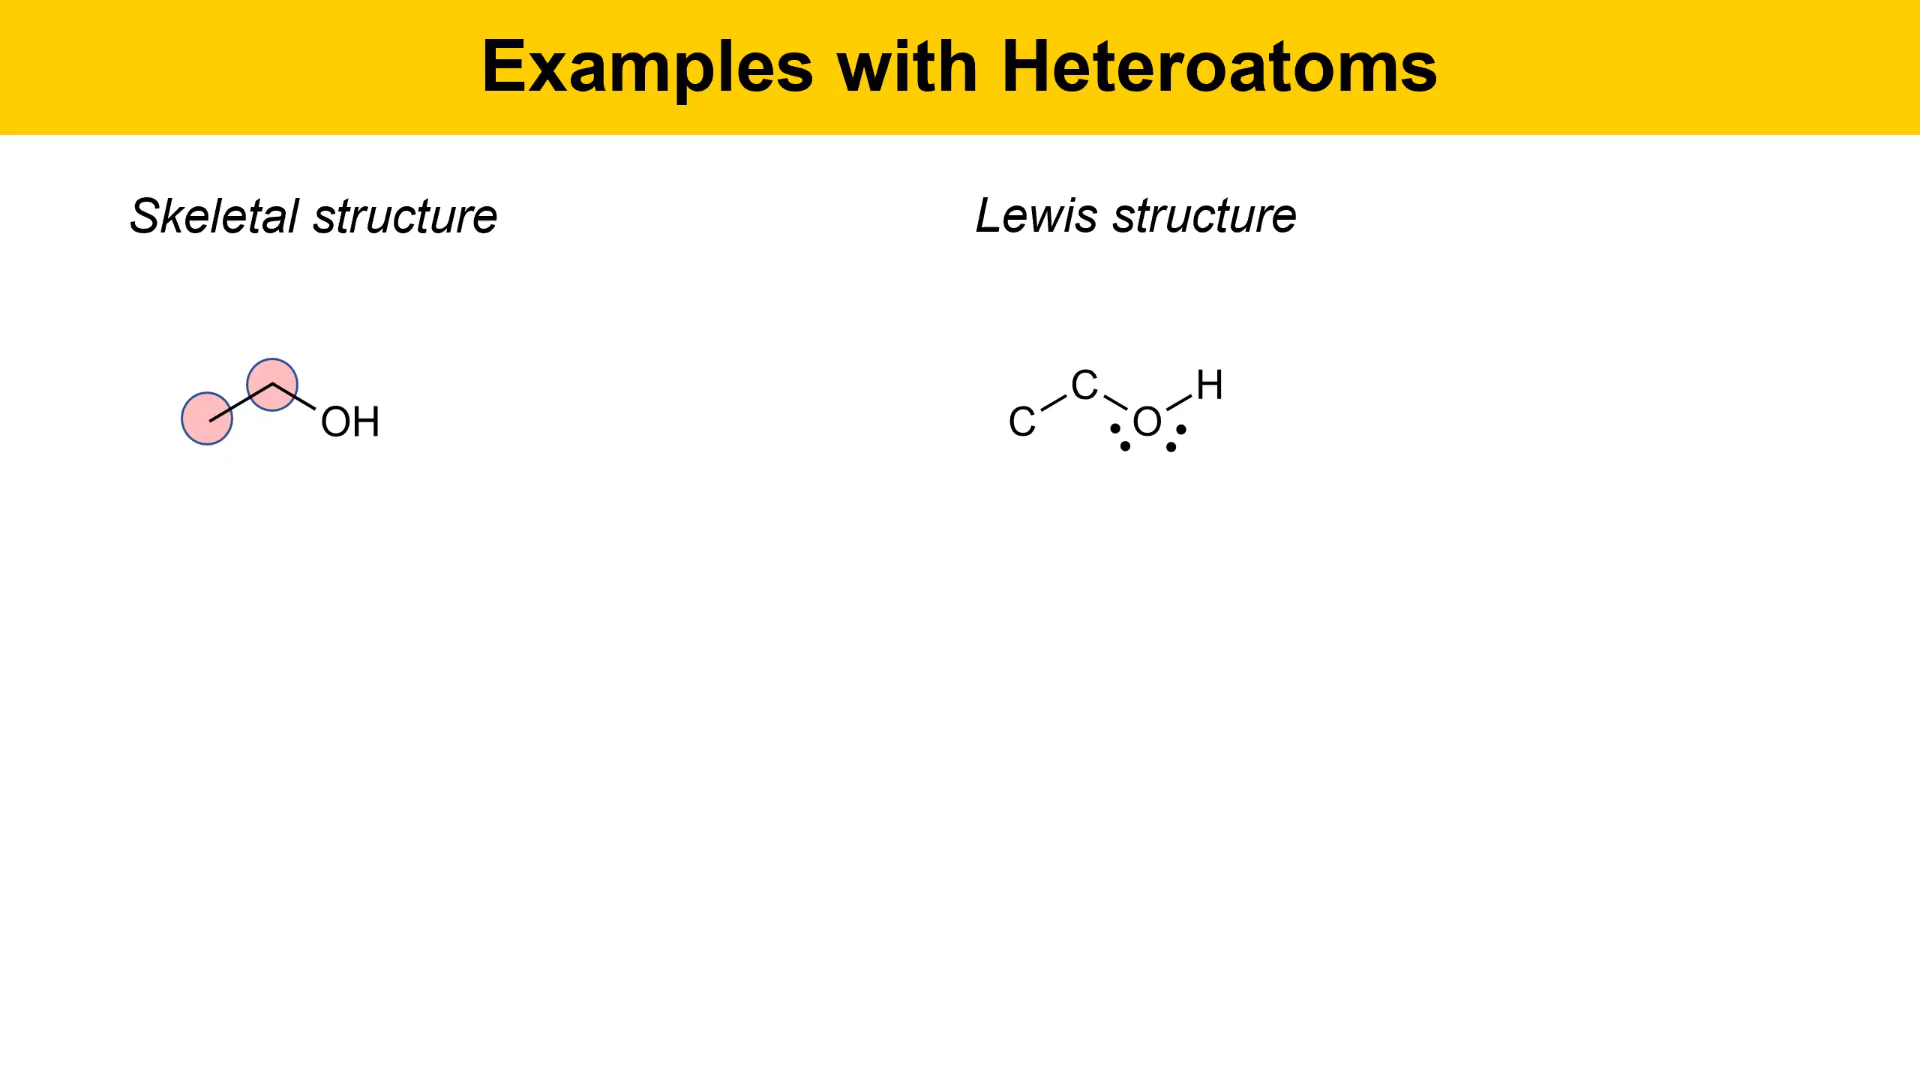 Examples with Heteroatoms
Skeletal structure
Lewis structure
OH
C
C
O
H